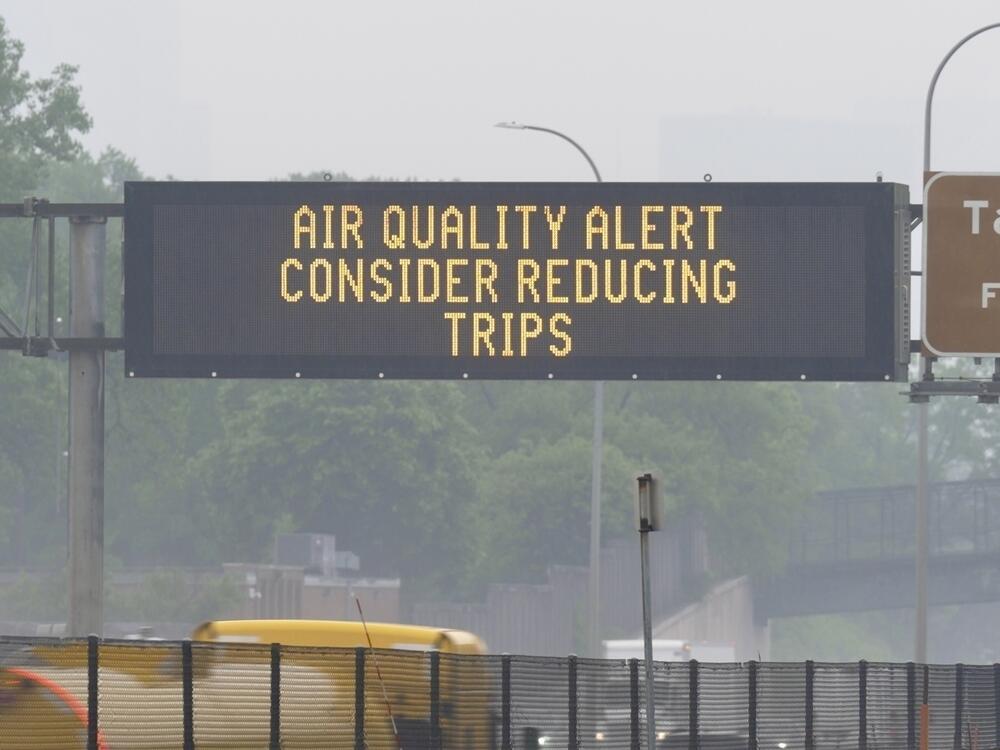 AIR QUALITY ALERT
CONSIDER REDUCING
TRIPS